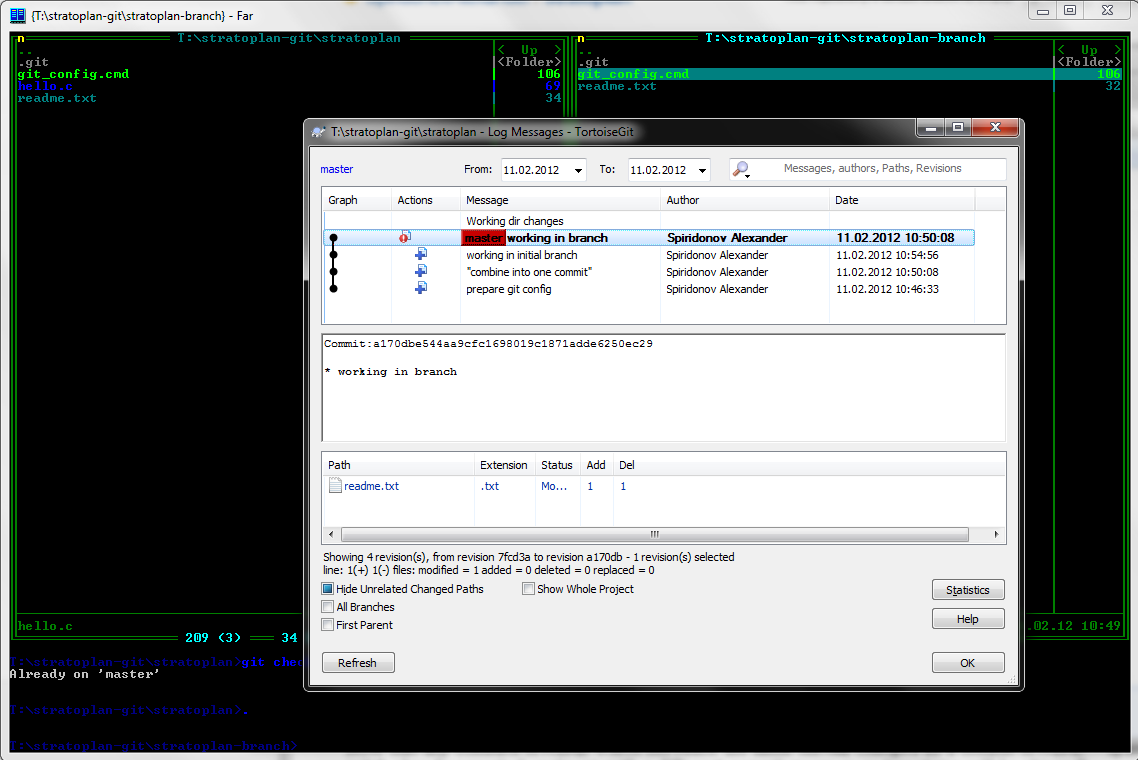 {T:\stratoplan-git\stratoplan-branch} - Far
n T:\stratoplan-git\stratoplan
.. < Up >
.git <Folder>
git_config.cmd 106
hello.c 69
readme.txt 34
n T:\stratoplan-git\stratoplan-branch
.. < Up >
.git <Folder>
git_config.cmd 106
readme.txt 32
T:\stratoplan-git\stratoplan - Log Messages - TortoiseGit
master From: 11.02.2012 To: 11.02.2012 Messages, authors, Paths, Revisions
Graph Actions Message Author Date
Working dir changes
master working in branch Spiridonov Alexander 11.02.2012 10:50:08
working in initial branch Spiridonov Alexander 11.02.2012 10:54:56
"combine into one commit" Spiridonov Alexander 11.02.2012 10:50:08
prepare git config Spiridonov Alexander 11.02.2012 10:46:33
Commit:a170dbe544aa9cfc1698019c1871adde6250ec29
* working in branch
Path Extension Status Add Del
readme.txt .txt Mo... 1 1
Showing 4 revision(s), from revision 7fcd3a to revision a170db - 1 revision(s) selected
line: 1(+) 1(-) files: modified = 1 added = 0 deleted = 0 replaced = 0
Hide Unrelated Changed Paths Show Whole Project Statistics
All Branches
First Parent Help
Refresh OK
hello.c .02.12 10:49
209 (3) 34
T:\stratoplan-git\stratoplan>git chec
Already on 'master'
T:\stratoplan-git\stratoplan>.
T:\stratoplan-git\stratoplan-branch>